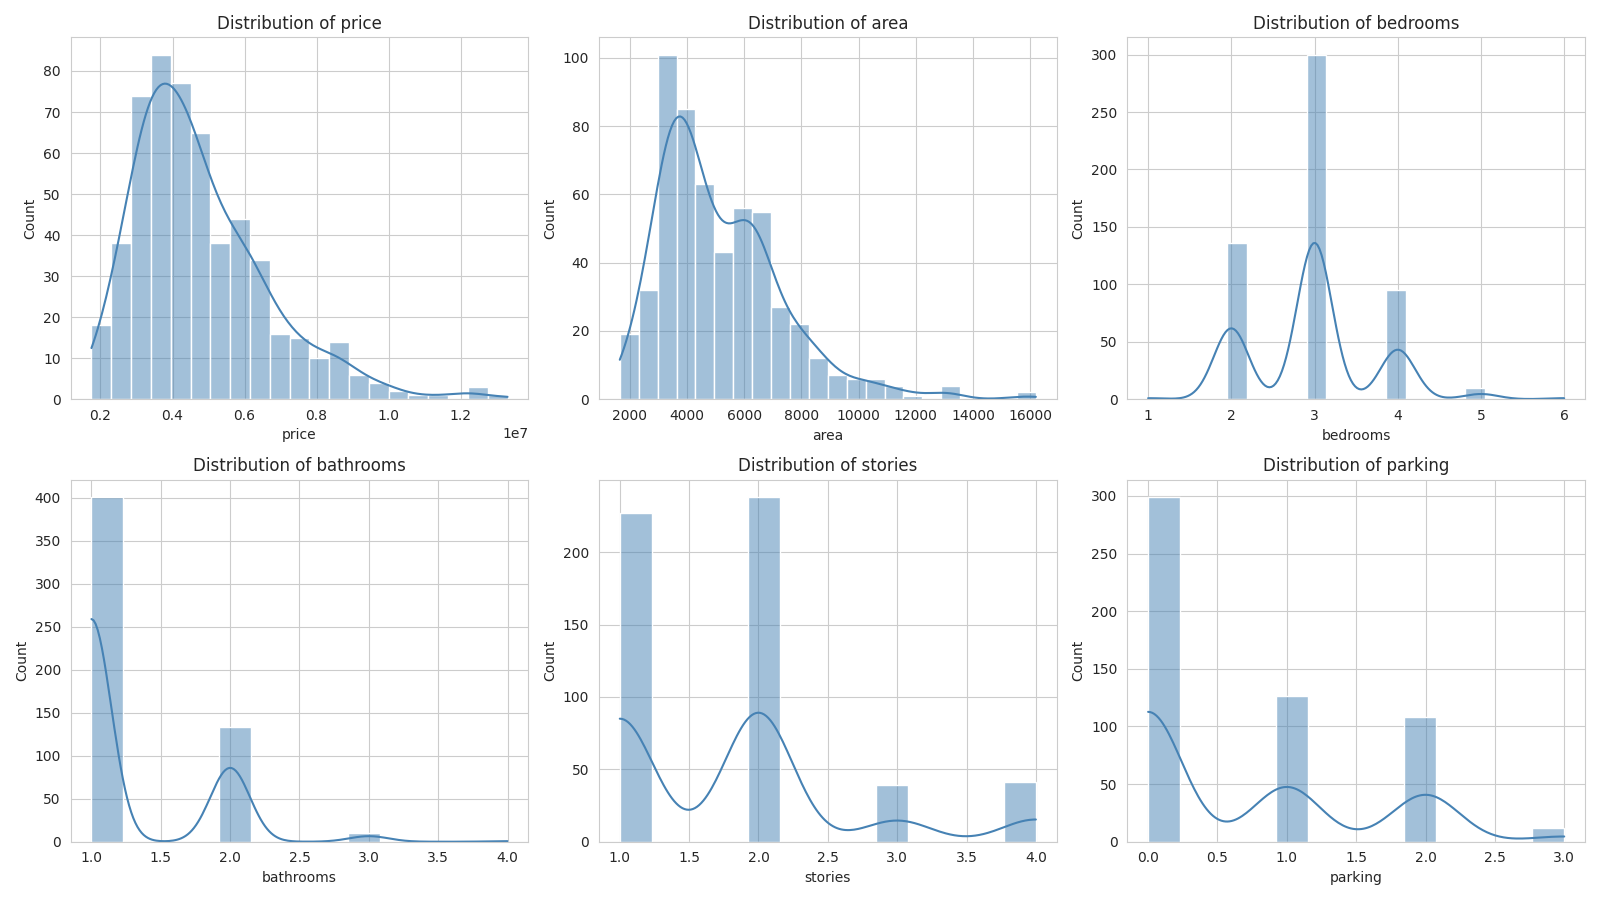 Distribution of price
Count
80
70
60
50
40
30
20
10
0
0.2 0.4 0.6 0.8 1.0 1.2
1e7
price
Distribution of area
Count
100
80
60
40
20
0
2000 4000 6000 8000 10000 12000 14000 16000
area
Distribution of bedrooms
Count
300
250
200
150
100
50
0
1 2 3 4 5 6
bedrooms
Distribution of bathrooms
Count
400
350
300
250
200
150
100
50
0
1.0 1.5 2.0 2.5 3.0 3.5 4.0
bathrooms
Distribution of stories
Count
200
150
100
50
0
1.0 1.5 2.0 2.5 3.0 3.5 4.0
stories
Distribution of parking
Count
300
250
200
150
100
50
0
0.0 0.5 1.0 1.5 2.0 2.5 3.0
parking